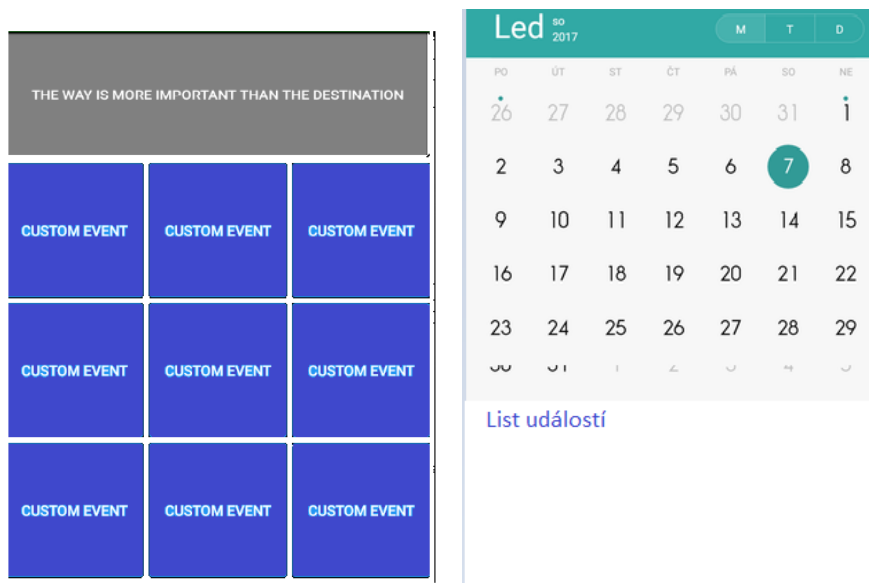 THE WAY IS MORE IMPORTANT THAN THE DESTINATION
CUSTOM EVENT CUSTOM EVENT CUSTOM EVENT
CUSTOM EVENT CUSTOM EVENT CUSTOM EVENT
CUSTOM EVENT CUSTOM EVENT CUSTOM EVENT
Led so 2017
M T D
PO ÚT ST ČT PÁ SO NE
26 27 28 29 30 31 1
2 3 4 5 6 7 8
9 10 11 12 13 14 15
16 17 18 19 20 21 22
23 24 25 26 27 28 29
List událostí